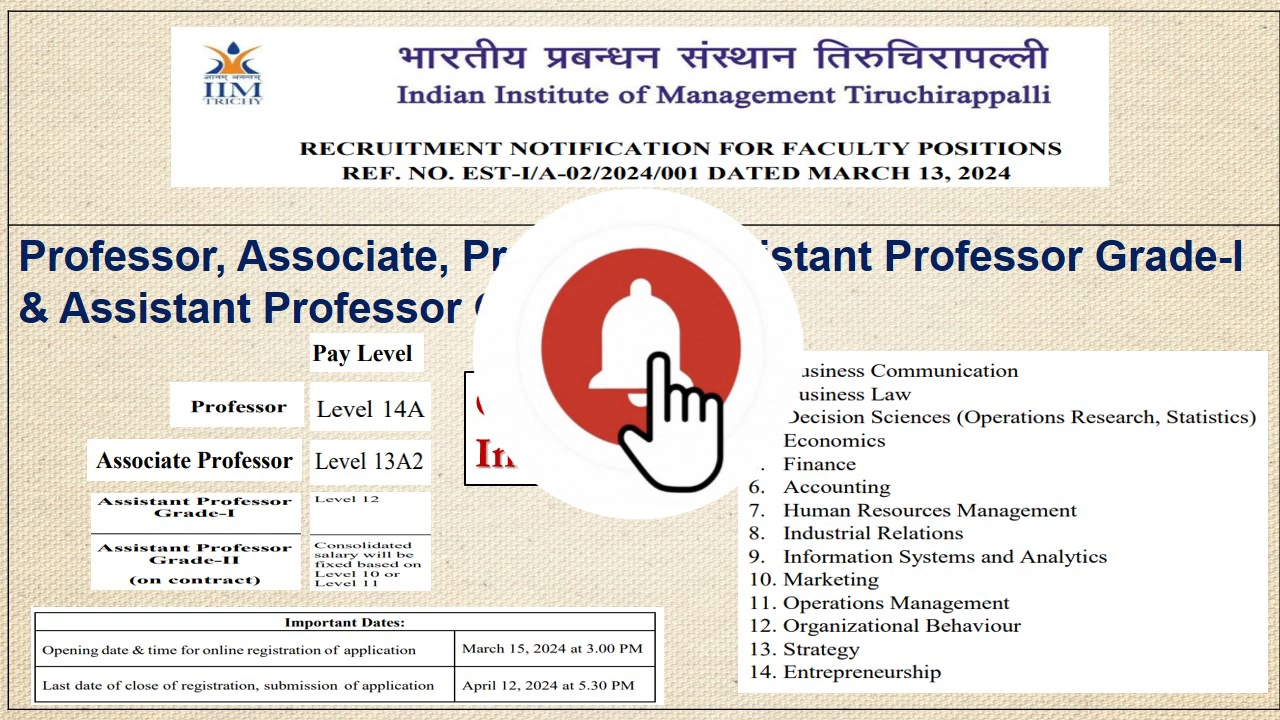 ज्ञानम् अनन्तम्
IIM
TRICHY
भारतीय प्रबन्धन संस्थान तिरुचिरापल्ली
Indian Institute of Management Tiruchirappalli
RECRUITMENT NOTIFICATION FOR FACULTY POSITIONS
REF. NO. EST-I/A-02/2024/001 DATED MARCH 13, 2024
Professor, Associate, Professor Grade-I
& Assistant Professor
Pay Level
Professor Level 14A
Associate Professor Level 13A2
Assistant Professor Grade-I Level 12
Assistant Professor
Grade-II
(on contract)
Consolidated
salary will be
fixed based on
Level 10 or
Level 11
Important Dates:
Opening date & time for online registration of application March 15, 2024 at 3.00 PM
Last date of close of registration, submission of application April 12, 2024 at 5.30 PM
Communication
Law
Sciences (Operations Research, Statistics)
Economics
Finance
6. Accounting
7. Human Resources Management
8. Industrial Relations
9. Information Systems and Analytics
10. Marketing
11. Operations Management
12. Organizational Behaviour
13. Strategy
14. Entrepreneurship